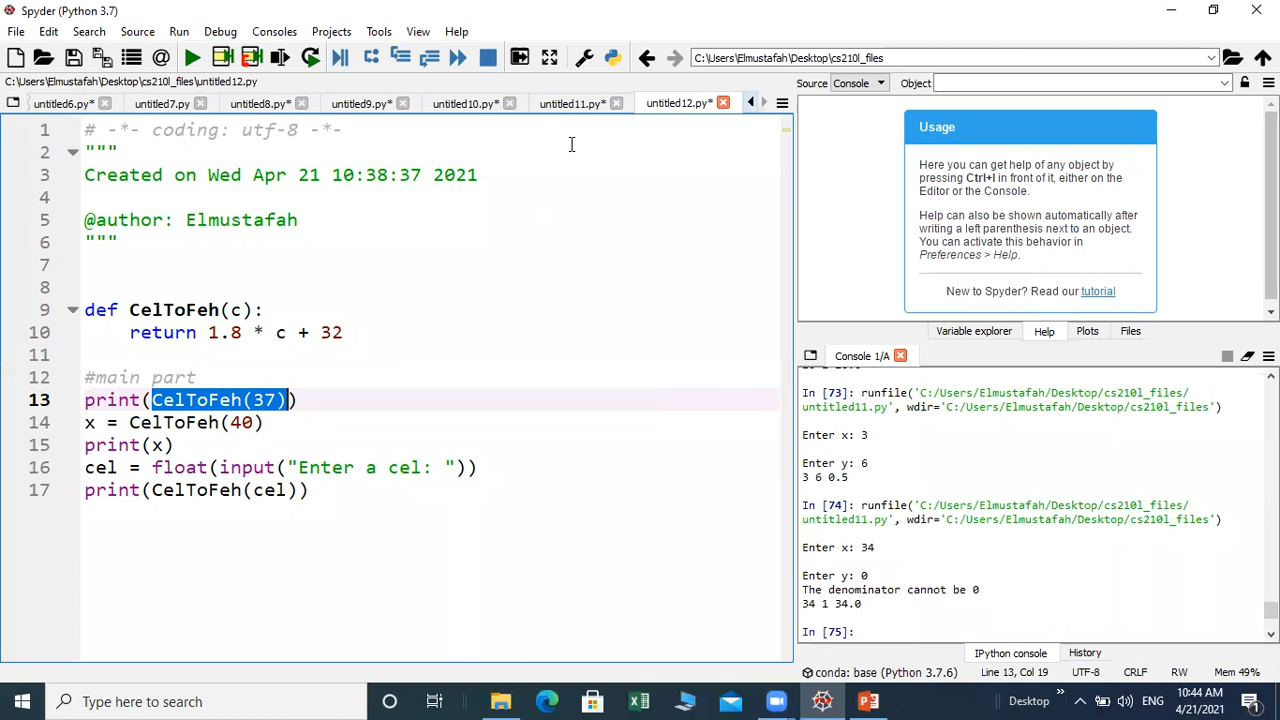 Spyder (Python 3.7)
File Edit Search Source Run Debug Consoles Projects Tools View Help
C:\Users\Elmustafah\Desktop\cs210l_files
C:\Users\Elmustafah\Desktop\cs210l_files\untitled12.py
Source Console Object
untitled6.py* untitled7.py untitled8.py* untitled9.py* untitled10.py* untitled11.py* untitled12.py*
1 # -*- coding: utf-8 -*-
2 """
3 Created on Wed Apr 21 10:38:37 2021
4
5 @author: Elmustafah
6 """
7
8
9 def CelToFeh(c):
10 return 1.8 * c + 32
11
12 #main part
13 print(CelToFeh(37))
14 x = CelToFeh(40)
15 print(x)
16 cel = float(input("Enter a cel: "))
17 print(CelToFeh(cel))
Usage
Here you can get help of any object by
pressing Ctrl+I in front of it, either on the
Editor or the Console.
Help can also be shown automatically after
writing a left parenthesis next to an object.
You can activate this behavior in
Preferences > Help.
New to Spyder? Read our tutorial
Variable explorer Help Plots Files
Console 1/A
In [73]: runfile('C:/Users/Elmustafah/Desktop/cs210l_files/
untitled11.py', wdir='C:/Users/Elmustafah/Desktop/cs210l_files')
Enter x: 3
Enter y: 6
3 6 0.5
In [74]: runfile('C:/Users/Elmustafah/Desktop/cs210l_files/
untitled11.py', wdir='C:/Users/Elmustafah/Desktop/cs210l_files')
Enter x: 34
Enter y: 0
The denominator cannot be 0
34 1 34.0
In [75]:
IPython console History
conda: base (Python 3.7.6) Line 13, Col 19 UTF-8 CRLF RW Mem 49%
Type here to search
Desktop ENG
10:44 AM
4/21/2021